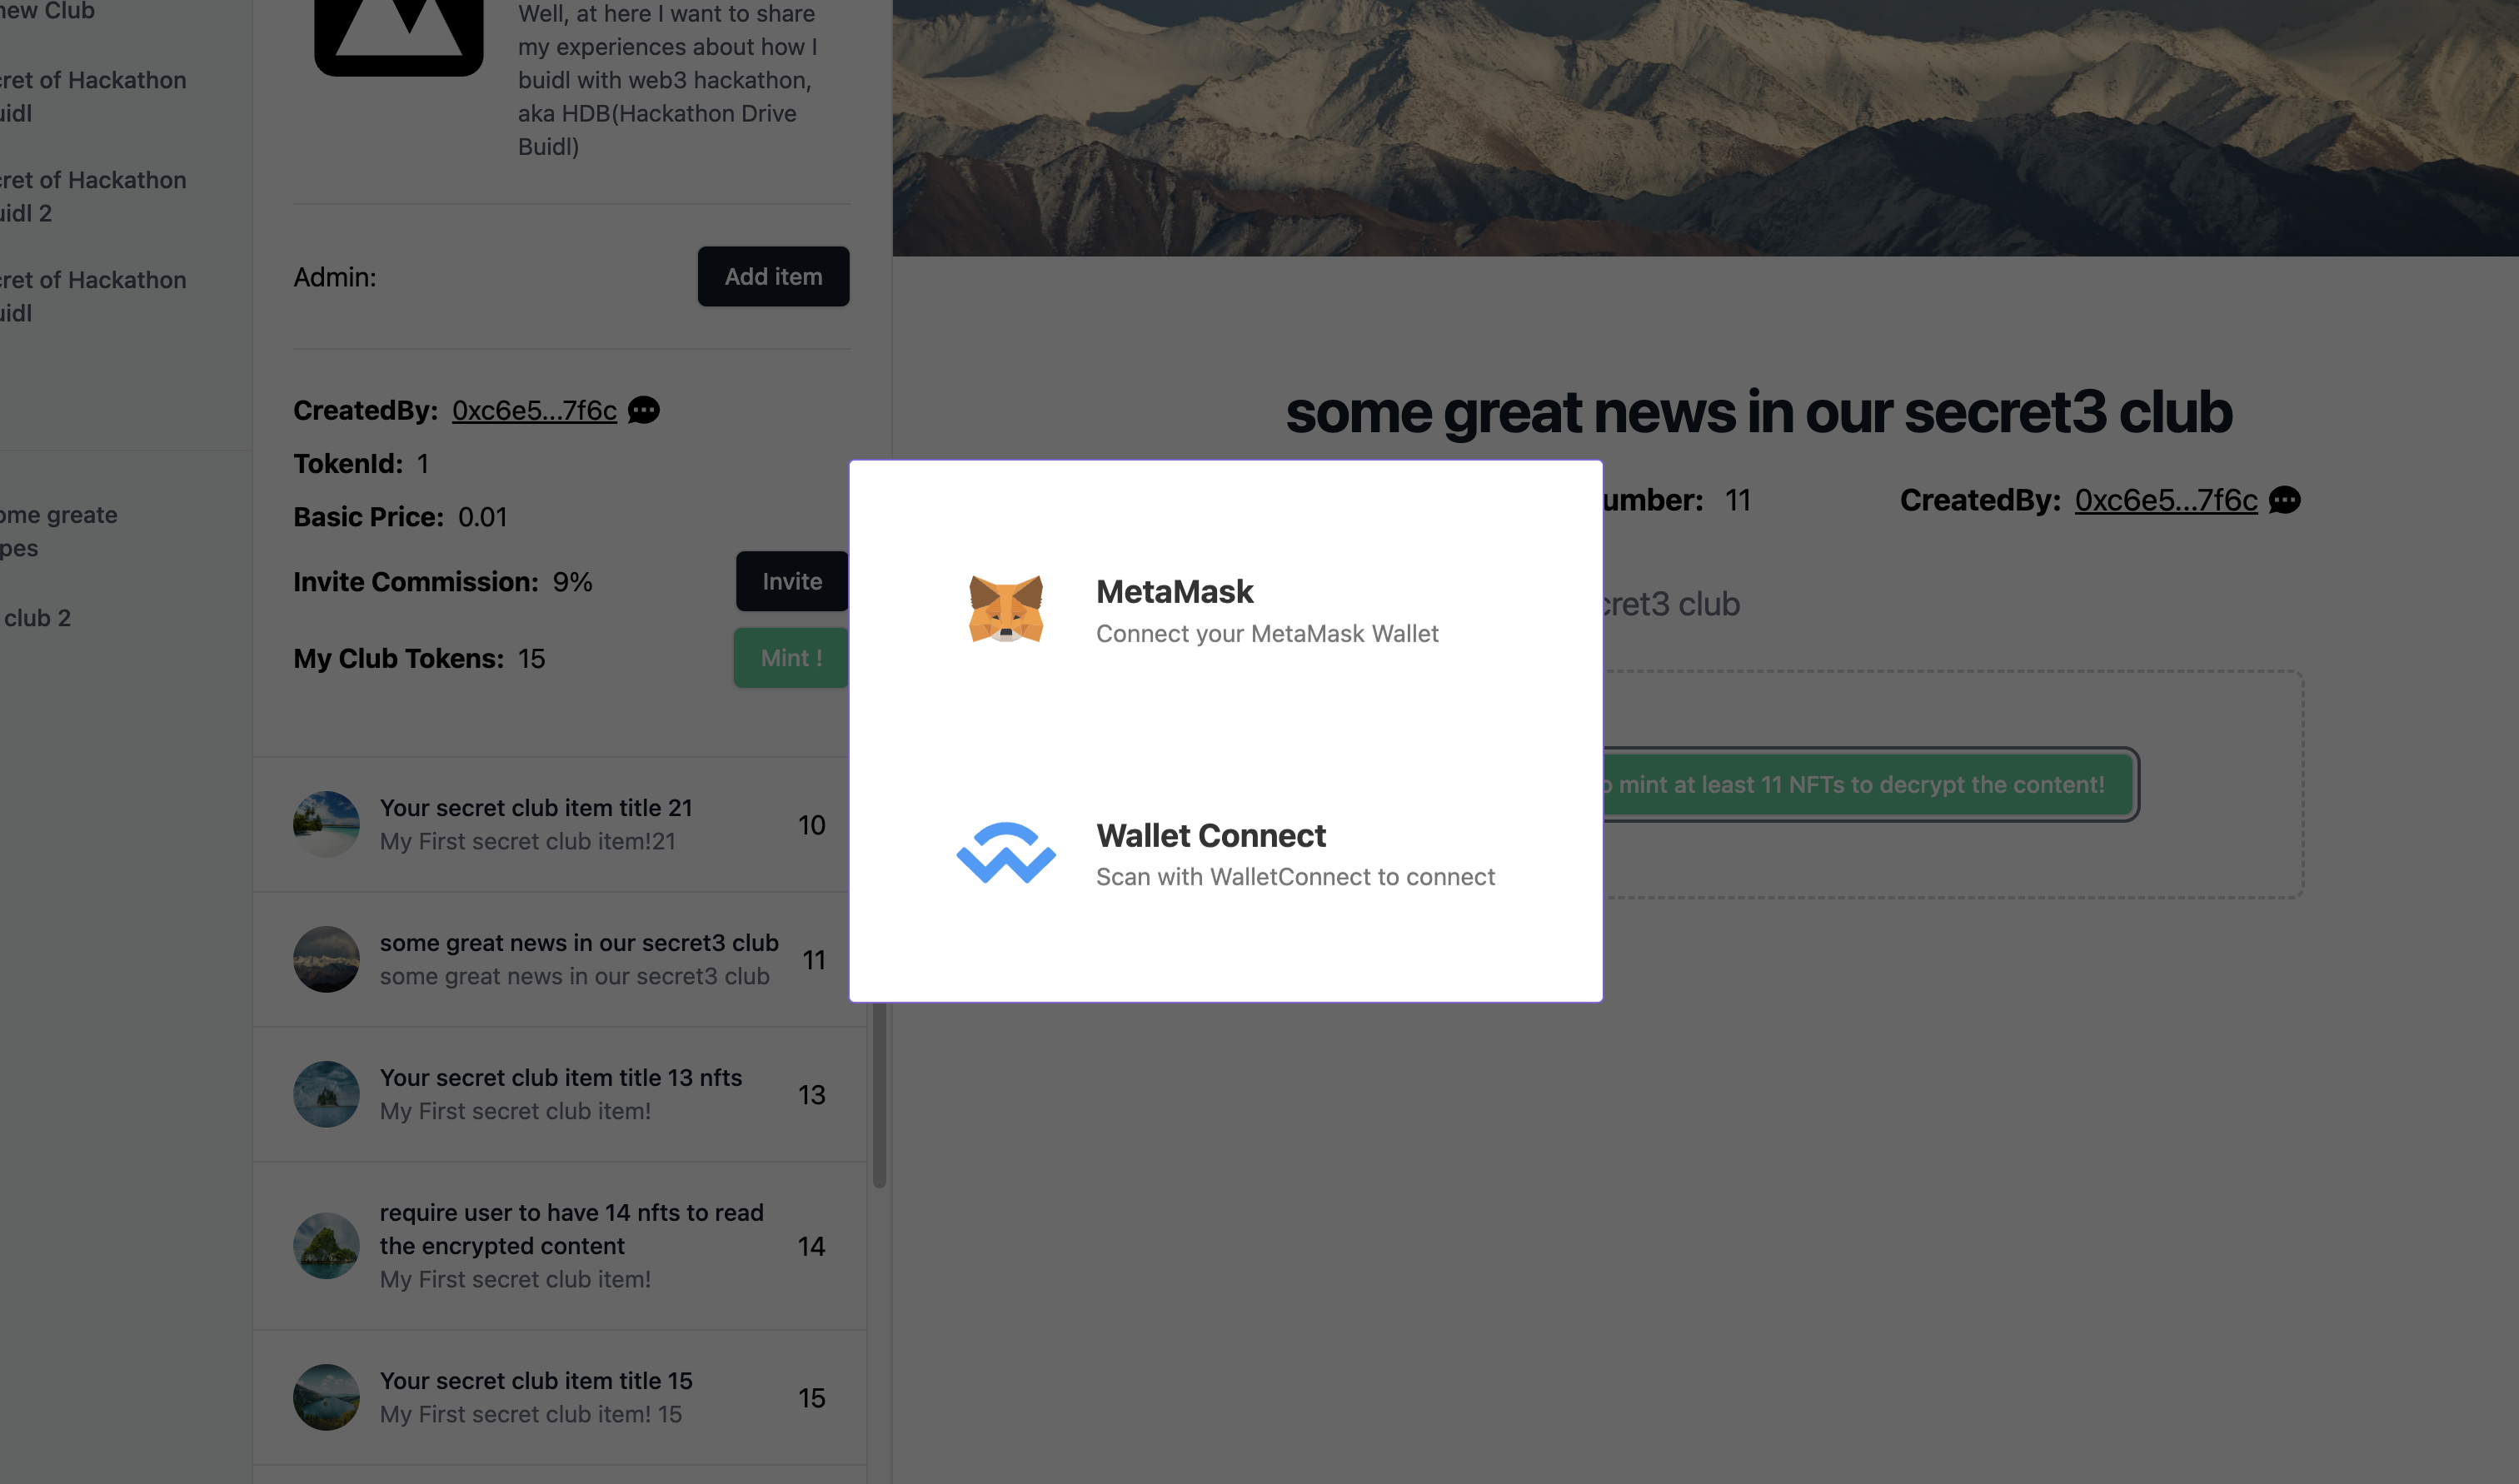 new Club
cret of Hackathon
uidl
cret of Hackathon
uidl 2
cret of Hackathon
uidl
ome greate
pes
club 2
Well, at here I want to share
my experiences about how I
buidl with web3 hackathon,
aka HDB(Hackathon Drive
Buidl)
Admin:
Add item
CreatedBy: 0xc6e5...7f6c
TokenId: 1
Basic Price: 0.01
Invite Commission: 9%
Invite
My Club Tokens: 15
Mint !
Your secret club item title 21
My First secret club item!21
10
some great news in our secret3 club
some great news in our secret3 club
11
Your secret club item title 13 nfts
My First secret club item!
13
require user to have 14 nfts to read
the encrypted content
My First secret club item!
14
Your secret club item title 15
My First secret club item! 15
15
some great news in our secret3 club
umber: 11
CreatedBy: 0xc6e5...7f6c
cret3 club
o mint at least 11 NFTs to decrypt the content!
MetaMask
Connect your MetaMask Wallet
Wallet Connect
Scan with WalletConnect to connect